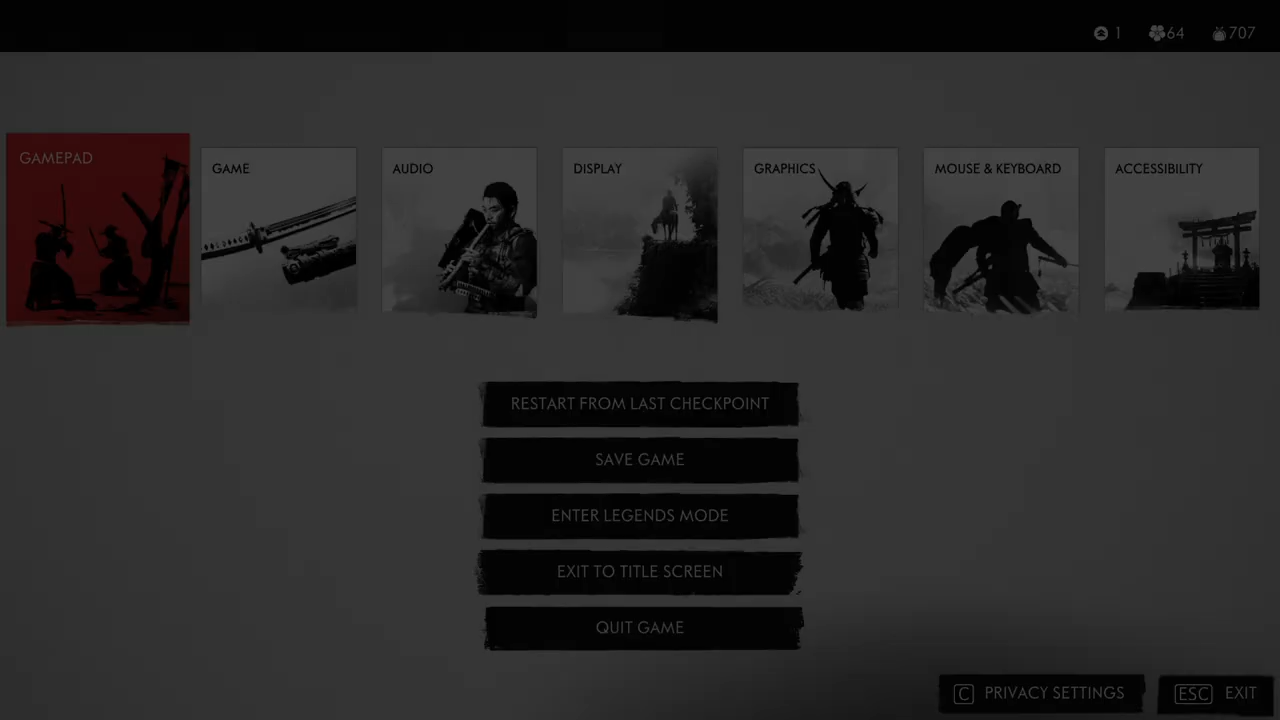 1 64 707
GAMEPAD
GAME
AUDIO
DISPLAY
GRAPHICS
MOUSE & KEYBOARD
ACCESSIBILITY
RESTART FROM LAST CHECKPOINT
SAVE GAME
ENTER LEGENDS MODE
EXIT TO TITLE SCREEN
QUIT GAME
C PRIVACY SETTINGS
ESC EXIT